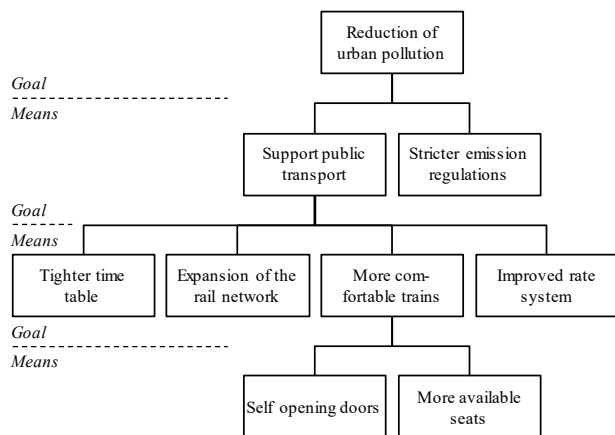 Reduction of
urban pollution
Goal
Means
Support public
transport
Stricter emission
regulations
Goal
Means
Tighter time
table
Expansion of the
rail network
More com-
fortable trains
Improved rate
system
Goal
Means
Self opening doors
More available
seats